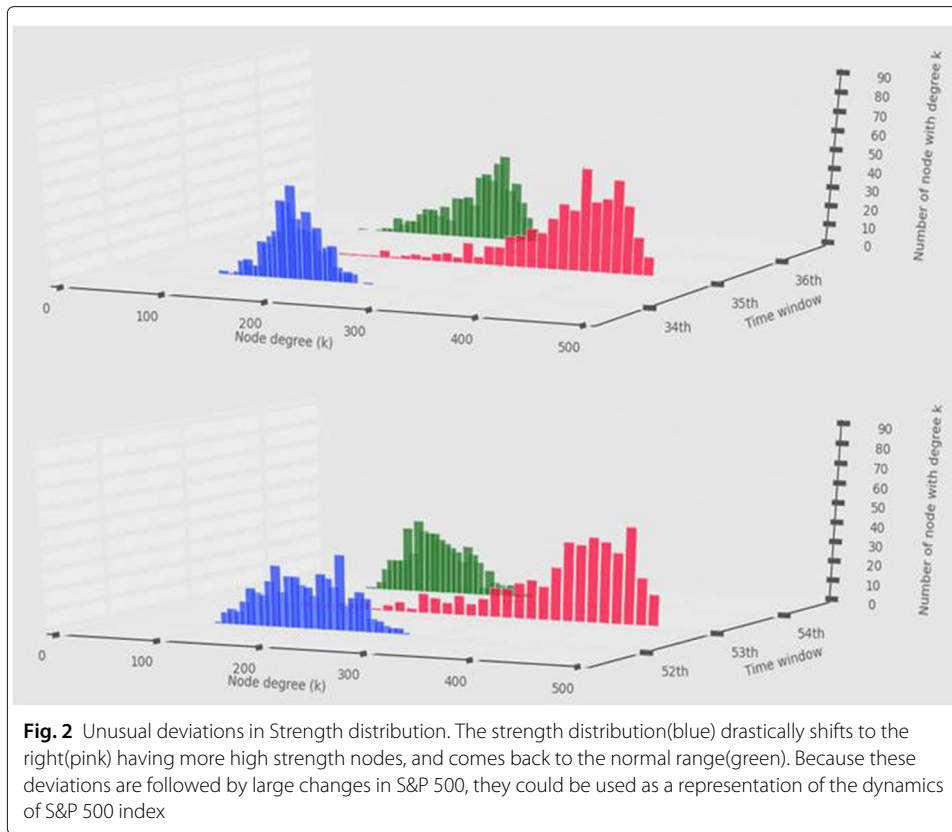 90
80
70
60
50
40
30
20
10
0
Number of node with degree k
36th
35th
34th
Time window
0
100
200
300
400
500
Node degree (k)
90
80
70
60
50
40
30
20
10
0
Number of node with degree k
54th
53th
52th
Time window
0
100
200
300
400
500
Node degree (k)
Fig. 2 Unusual deviations in Strength distribution. The strength distribution(blue) drastically shifts to the
right(pink) having more high strength nodes, and comes back to the normal range(green). Because these
deviations are followed by large changes in S&P 500, they could be used as a representation of the dynamics
of S&P 500 index